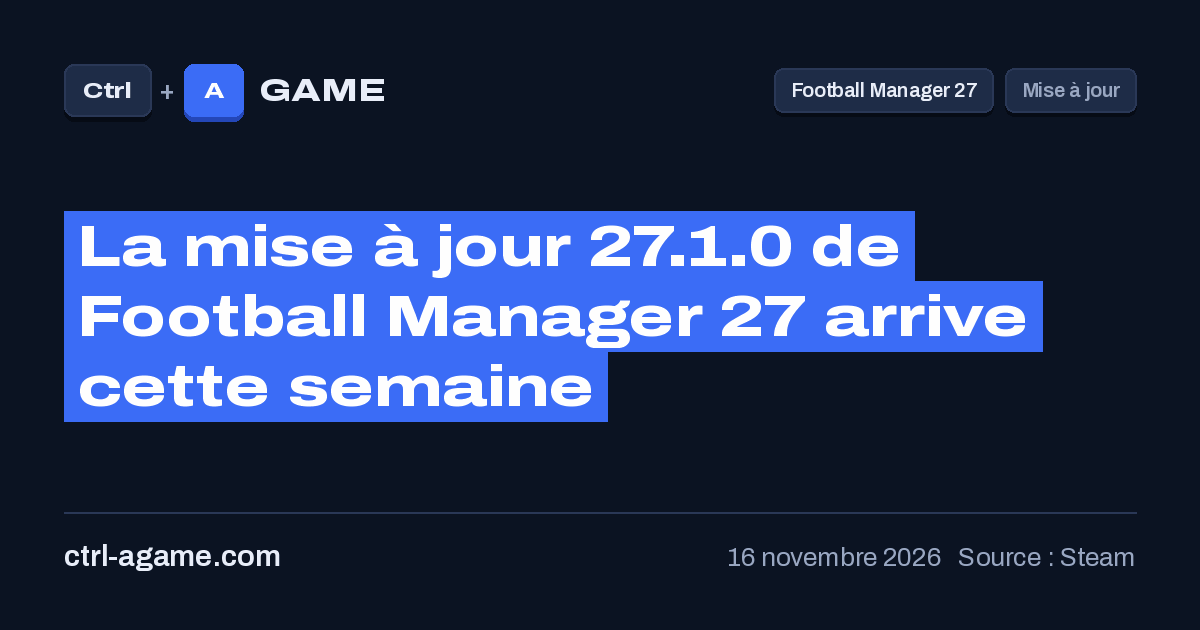 Ctrl + A GAME
Football Manager 27
Mise à jour
La mise à jour 27.1.0 de
Football Manager 27 arrive
cette semaine
ctrl-agame.com
16 novembre 2026 Source : Steam